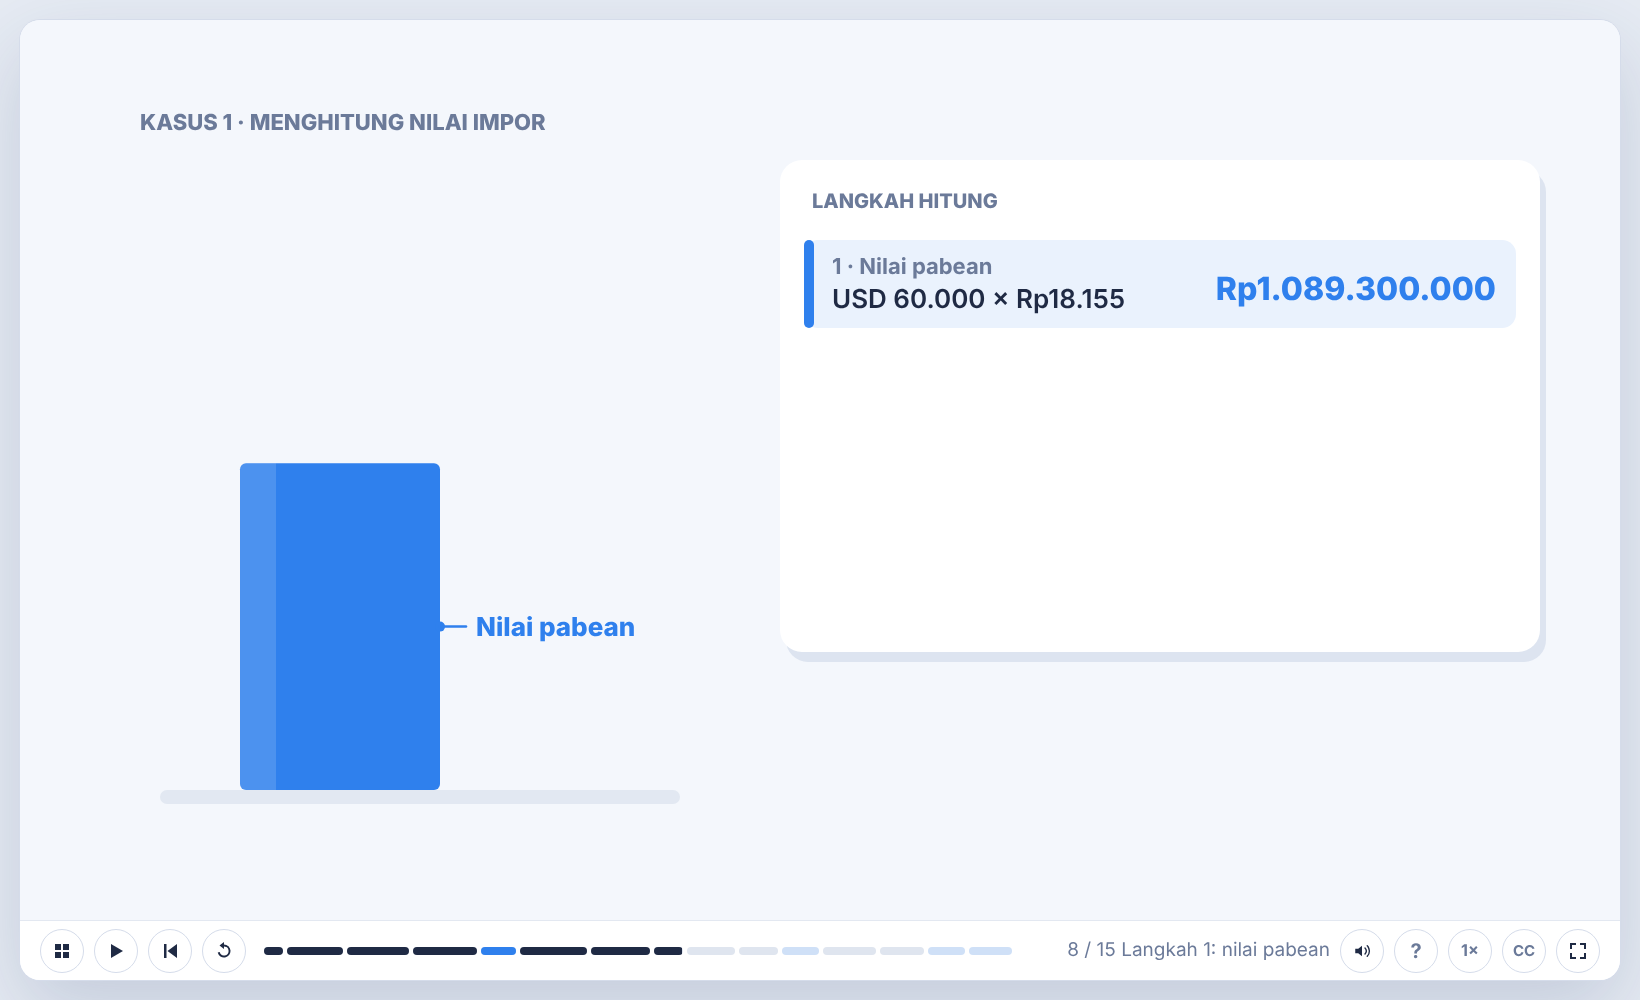 KASUS 1 · MENGHITUNG NILAI IMPOR
LANGKAH HITUNG
1 · Nilai pabean
USD 60.000 × Rp18.155
Rp1.089.300.000
Nilai pabean
8 / 15 Langkah 1: nilai pabean
?
1×
CC